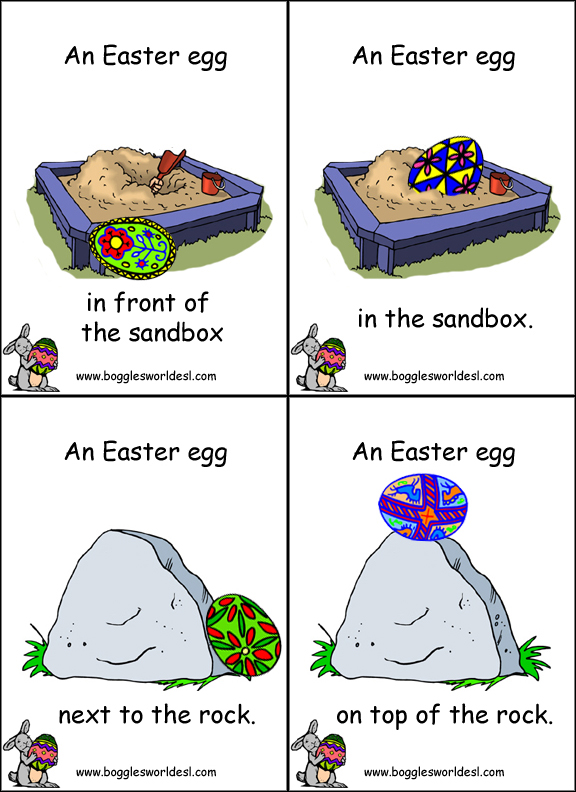 An Easter egg
in front of
the sandbox
www.bogglesworldesl.com
An Easter egg
in the sandbox.
www.bogglesworldesl.com
An Easter egg
next to the rock.
www.bogglesworldesl.com
An Easter egg
on top of the rock.
www.bogglesworldesl.com